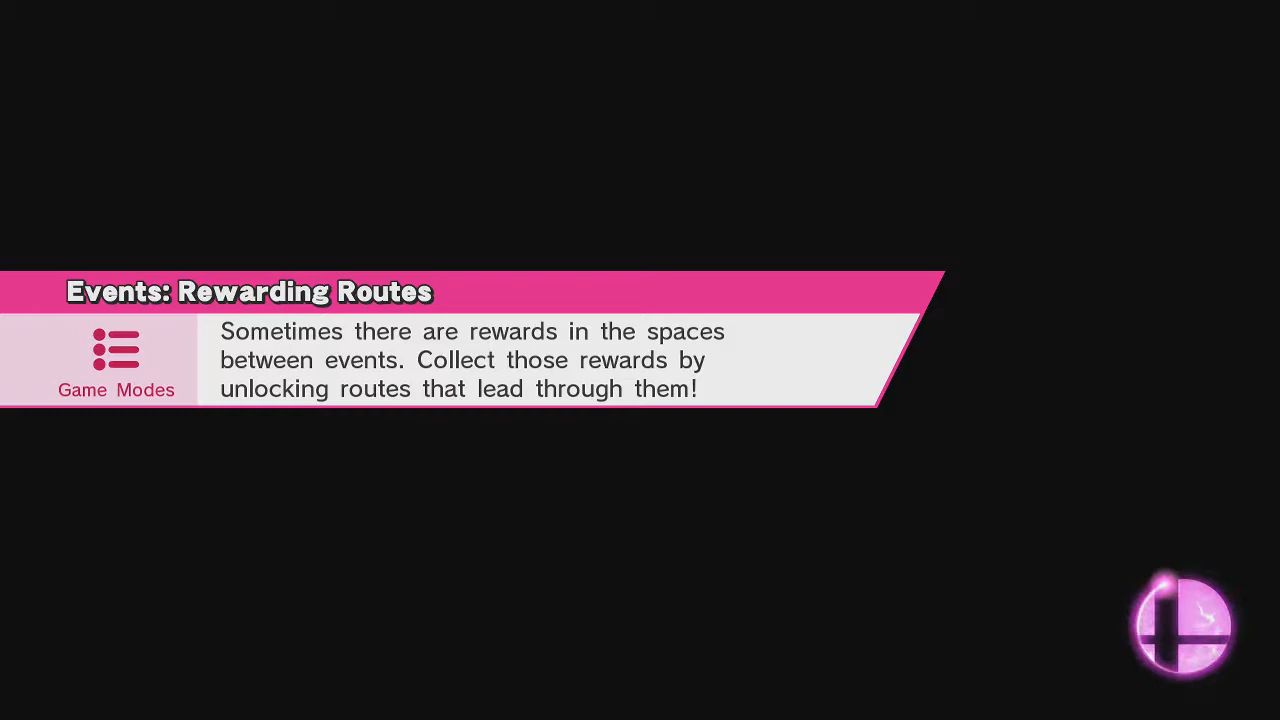 Events: Rewarding Routes
Game Modes
Sometimes there are rewards in the spaces
between events. Collect those rewards by
unlocking routes that lead through them!